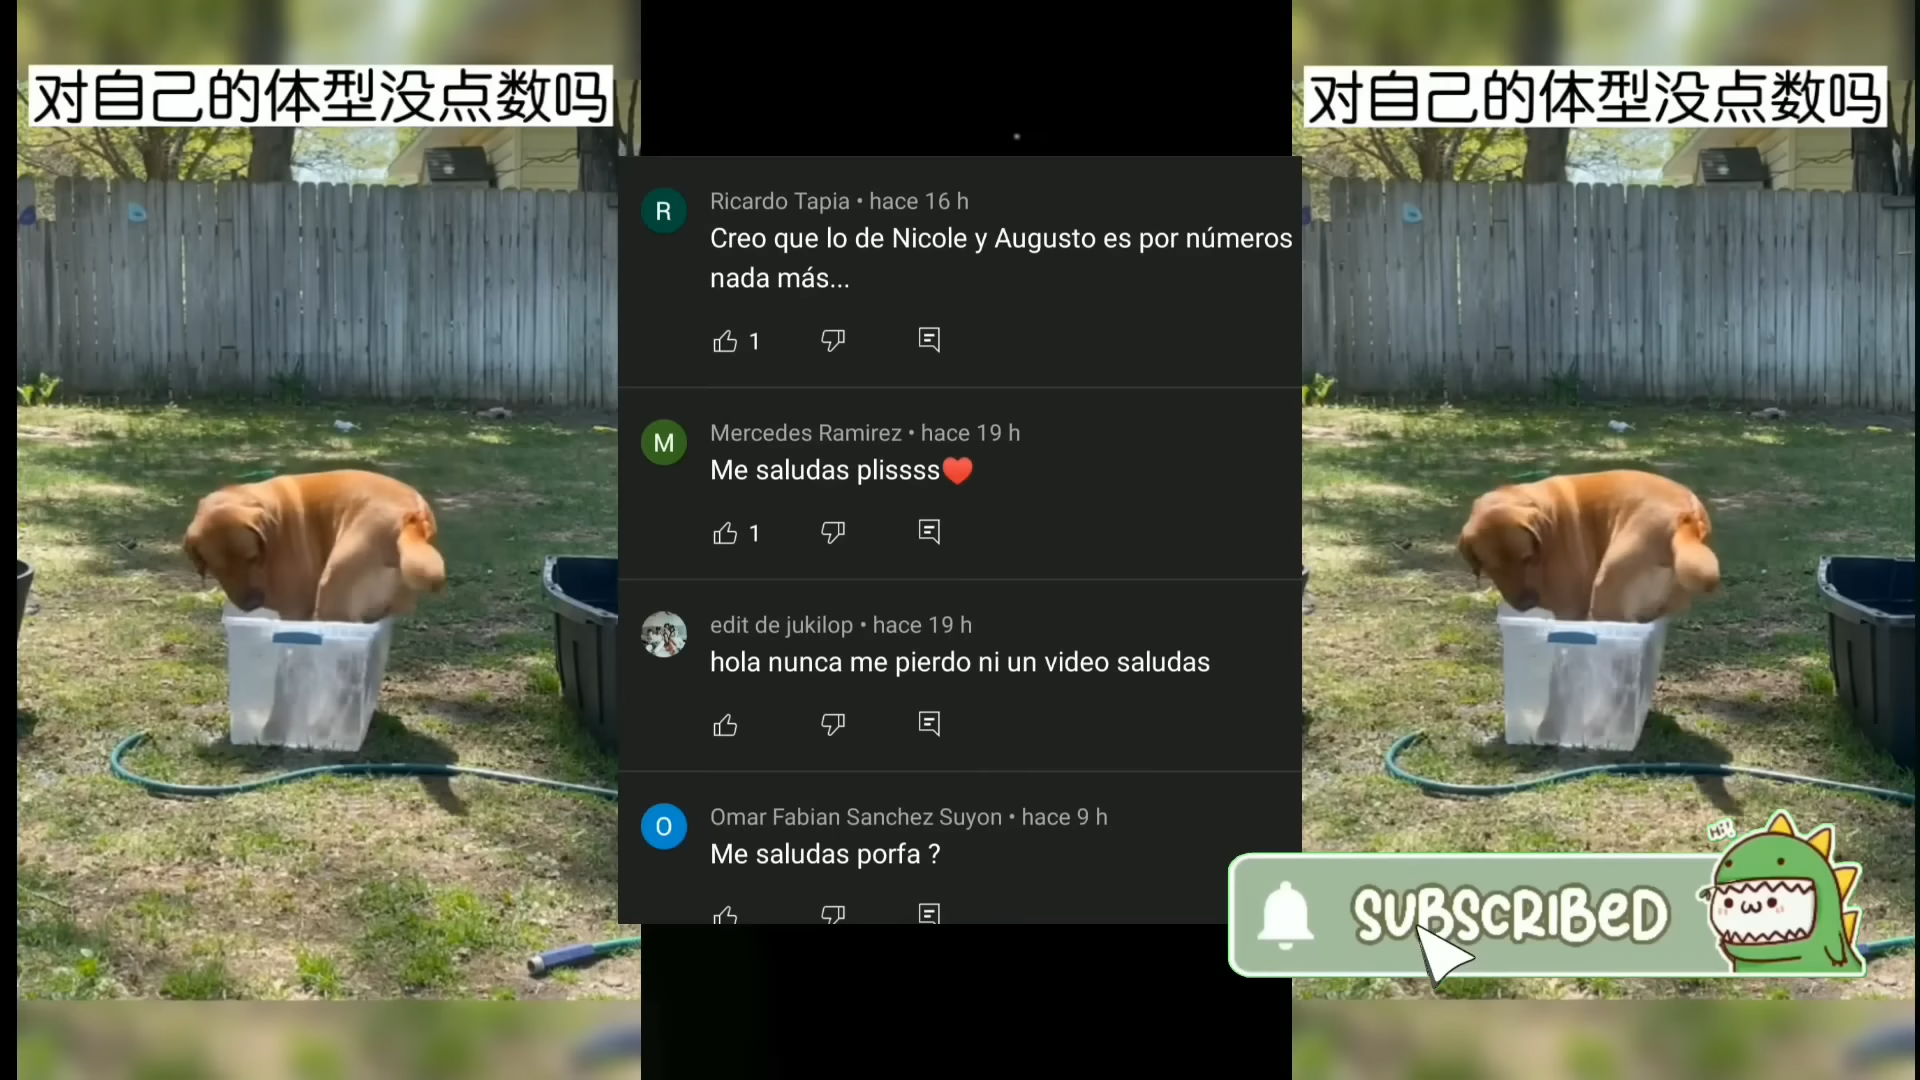 对自己的体型没点数吗
对自己的体型没点数吗
R
Ricardo Tapia • hace 16 h
Creo que lo de Nicole y Augusto es por números
nada más...
1
M
Mercedes Ramirez • hace 19 h
Me saludas plissss❤️
1
edit de jukilop • hace 19 h
hola nunca me pierdo ni un video saludas
O
Omar Fabian Sanchez Suyon • hace 9 h
Me saludas porfa ?
HI!
SUBSCRIBED